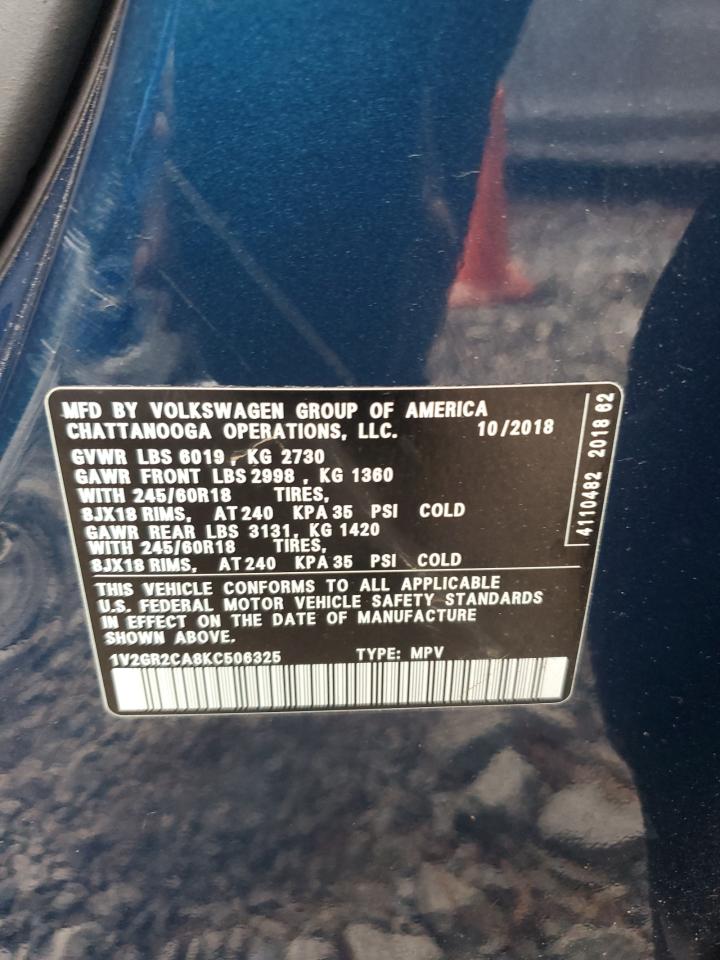 MFD BY VOLKSWAGEN GROUP OF AMERICA
CHATTANOOGA OPERATIONS, LLC. 10/2018
GVWR LBS 6019, KG 2730
GAWR FRONT LBS 2998, KG 1360
WITH 245/60R18 TIRES,
8JX18 RIMS, AT 240 KPA 35 PSI COLD
GAWR REAR LBS 3131, KG 1420
WITH 245/60R18 TIRES,
8JX18 RIMS, AT 240 KPA 35 PSI COLD
THIS VEHICLE CONFORMS TO ALL APPLICABLE
U.S. FEDERAL MOTOR VEHICLE SAFETY STANDARDS
IN EFFECT ON THE DATE OF MANUFACTURE
SHOWN ABOVE.
1V2GR2CA8KC506325 TYPE: MPV
4110482 2018 62